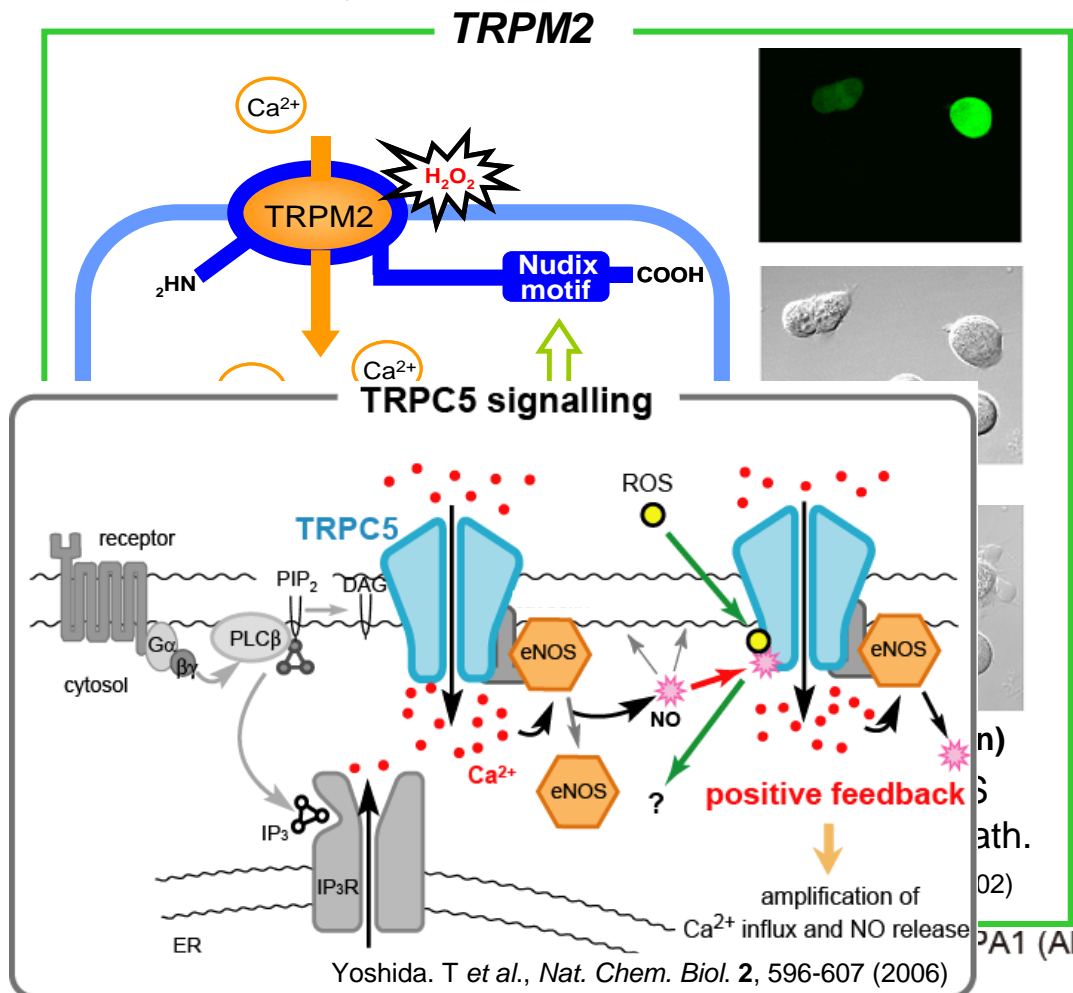 TRPM2
Ca²⁺
H₂O₂
TRPM2
₂HN
Nudix
motif
COOH
Ca²⁺
TRPC5 signalling
ROS
TRPC5
receptor
PIP₂
DAG
PLCβ
Gα
βγ
eNOS
eNOS
cytosol
NO
n)
Ca²⁺
eNOS
?
positive feedback
S
IP₃
ath.
IP₃R
02)
amplification of
Ca²⁺ influx and NO release
ER
PA1 (A
Yoshida. T et al., Nat. Chem. Biol. 2, 596-607 (2006)